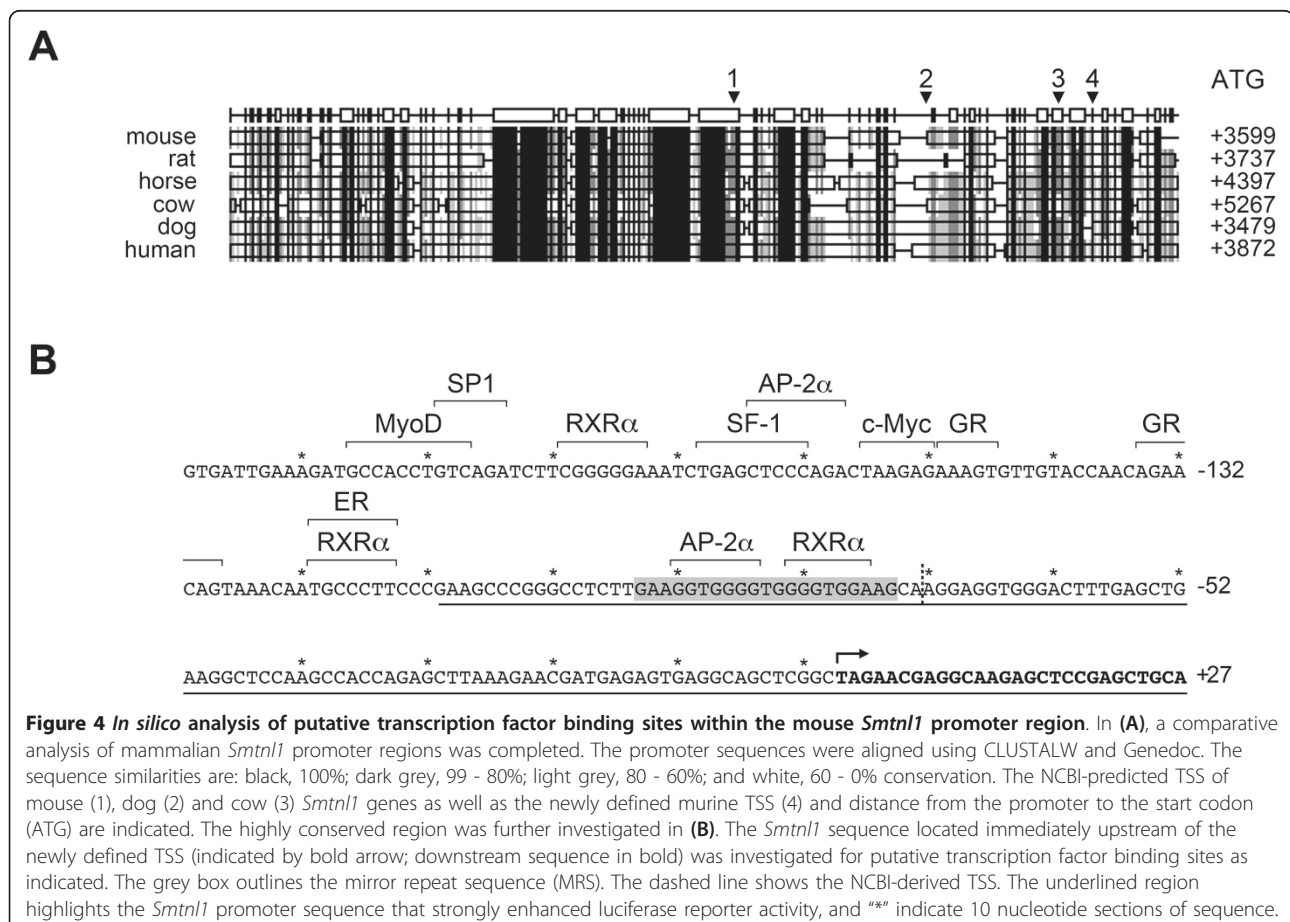 A
1 2 3 4 ATG
mouse +3599
rat +3737
horse +4397
cow +5267
dog +3479
human +3872
B
SP1 AP-2α
MyoD RXRα SF-1 c-Myc GR GR
* * * * * * * *
GTGATTGAAAGATGCCACCTGTCAGATCTTCGGGGGAAATCTGAGCTCCCAGACTAAGAGAAAGTGTTGTACCAACAGAA -132
ER
RXRα AP-2α RXRα
* * * * * * * *
CAGTAAACAATGCCCTTCCCGAAGCCCGGGCCTCTTGAAGGTGGGGTGGGGTGGAAGCAAGGAGGTGGGACTTTGAGCTG -52
* * * * *
AAGGCTCCAAGCCACCAGAGCTTAAAGAACGATGAGAGTGAGGCAGCTCGGCTAGAACGAGGCAAGAGCTCCGAGCTGCA +27
Figure 4 In silico analysis of putative transcription factor binding sites within the mouse Smtnl1 promoter region. In (A), a comparative
analysis of mammalian Smtnl1 promoter regions was completed. The promoter sequences were aligned using CLUSTALW and Genedoc. The
sequence similarities are: black, 100%; dark grey, 99 - 80%; light grey, 80 - 60%; and white, 60 - 0% conservation. The NCBI-predicted TSS of
mouse (1), dog (2) and cow (3) Smtnl1 genes as well as the newly defined murine TSS (4) and distance from the promoter to the start codon
(ATG) are indicated. The highly conserved region was further investigated in (B). The Smtnl1 sequence located immediately upstream of the
newly defined TSS (indicated by bold arrow; downstream sequence in bold) was investigated for putative transcription factor binding sites as
indicated. The grey box outlines the mirror repeat sequence (MRS). The dashed line shows the NCBI-derived TSS. The underlined region
highlights the Smtnl1 promoter sequence that strongly enhanced luciferase reporter activity, and "*" indicate 10 nucleotide sections of sequence.